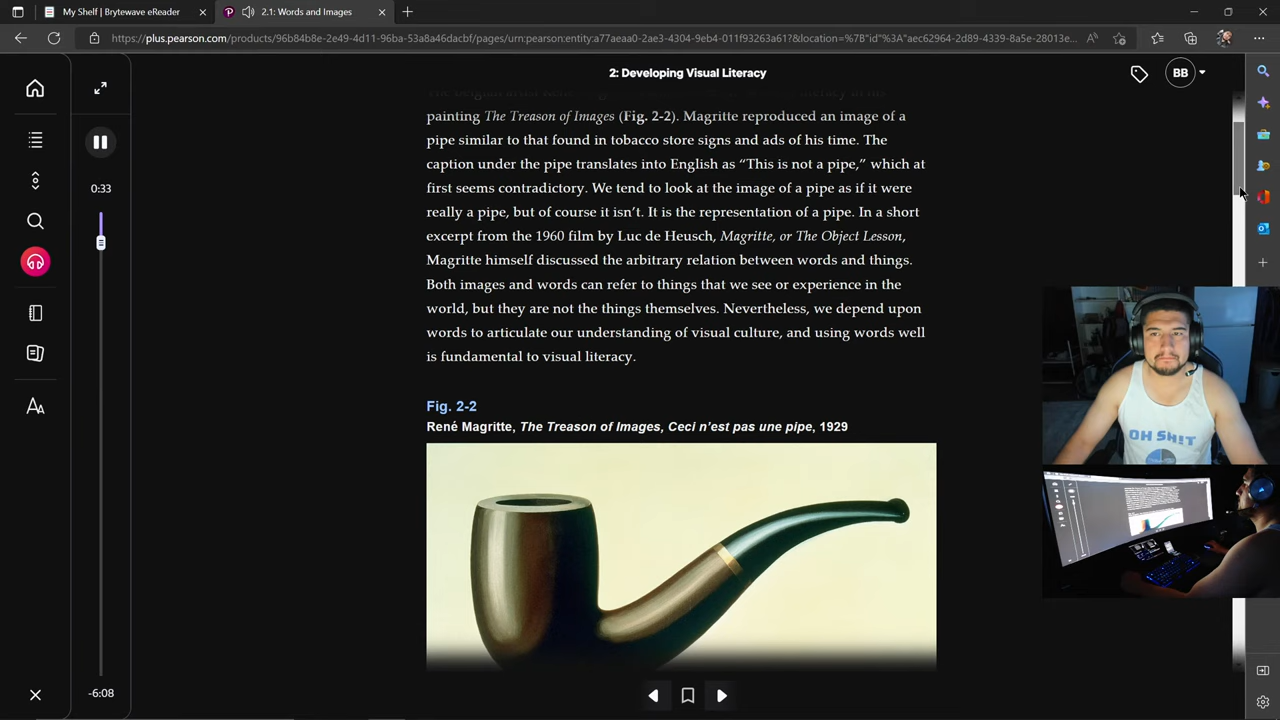 My Shelf | Brytewave eReader
2.1: Words and Images
https://plus.pearson.com/products/96b84b8e-2e49-4d11-96ba-53a8a46dacbf/pages/urn:pearson:entity:a77eaea0-2ae3-4304-9eb4-011f93263a61?&location=%7B"id"%3A"aec62964-2d89-4339-8a5e-28013e...
2: Developing Visual Literacy
BB
0:33
-6:08
painting The Treason of Images (Fig. 2-2). Magritte reproduced an image of a
pipe similar to that found in tobacco store signs and ads of his time. The
caption under the pipe translates into English as “This is not a pipe,” which at
first seems contradictory. We tend to look at the image of a pipe as if it were
really a pipe, but of course it isn’t. It is the representation of a pipe. In a short
excerpt from the 1960 film by Luc de Heusch, Magritte, or The Object Lesson,
Magritte himself discussed the arbitrary relation between words and things.
Both images and words can refer to things that we see or experience in the
world, but they are not the things themselves. Nevertheless, we depend upon
words to articulate our understanding of visual culture, and using words well
is fundamental to visual literacy.
Fig. 2-2
René Magritte, The Treason of Images, Ceci n’est pas une pipe, 1929
OH SH!T